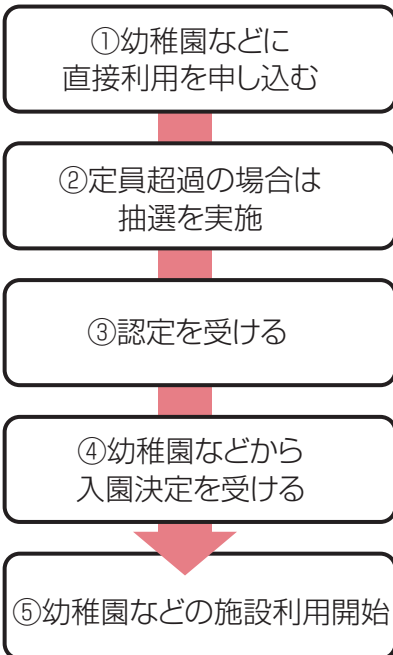 ①幼稚園などに
直接利用を申し込む
②定員超過の場合は
抽選を実施
③認定を受ける
④幼稚園などから
入園決定を受ける
⑤幼稚園などの施設利用開始